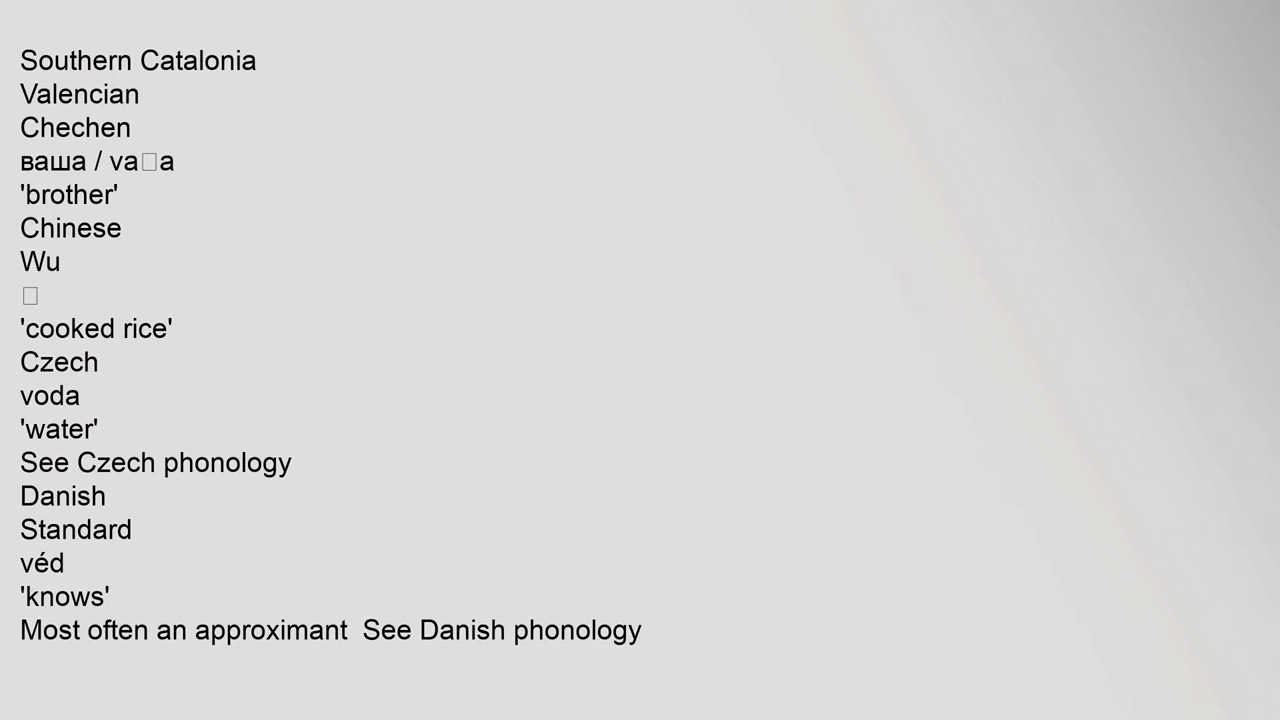 Southern Catalonia
Valencian
Chechen
ваша / va□a
'brother'
Chinese
Wu
□
'cooked rice'
Czech
voda
'water'
See Czech phonology
Danish
Standard
véd
'knows'
Most often an approximant  See Danish phonology